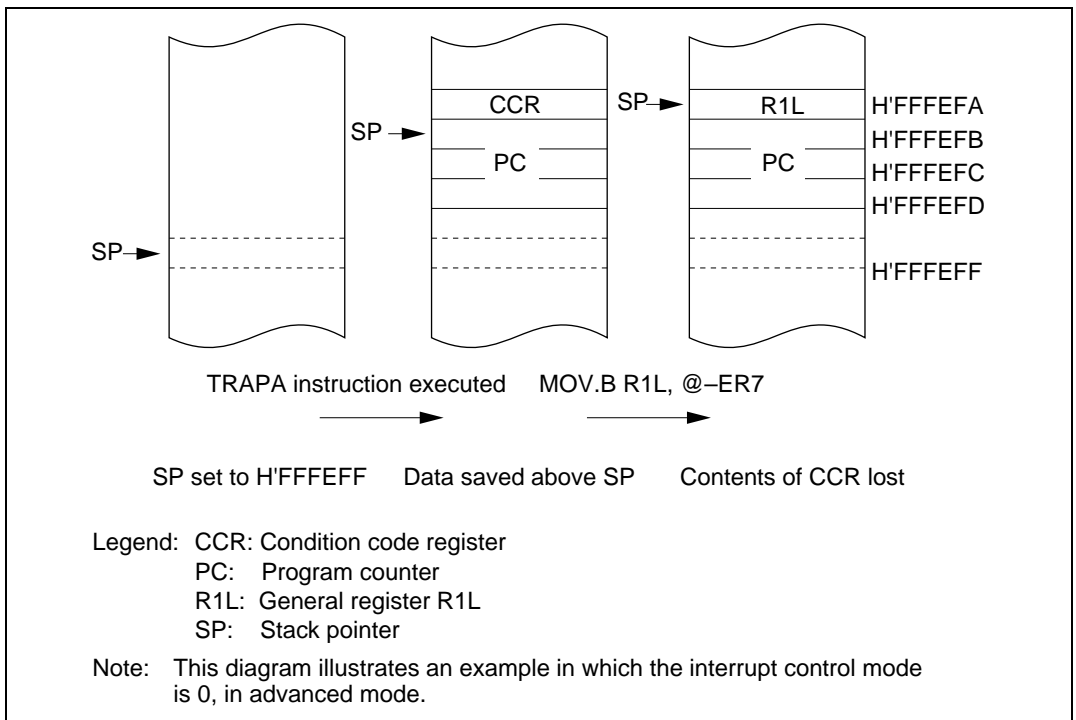 CCR SP R1L H'FFFEFA
SP H'FFFEFB
PC PC H'FFFEFC
H'FFFEFD
SP
H'FFFEFF
TRAPA instruction executed MOV.B R1L, @–ER7
SP set to H'FFFEFF Data saved above SP Contents of CCR lost
Legend: CCR: Condition code register
PC: Program counter
R1L: General register R1L
SP: Stack pointer
Note: This diagram illustrates an example in which the interrupt control mode
is 0, in advanced mode.